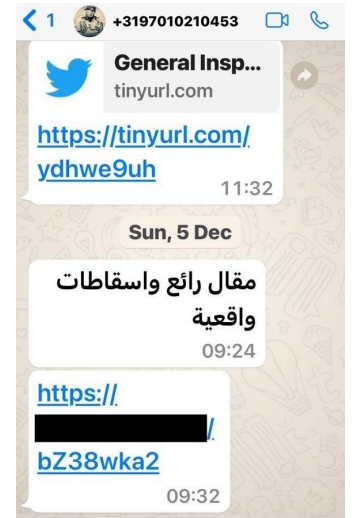 1
+3197010210453
General Insp...
tinyurl.com
https://tinyurl.com/
ydhwe9uh
11:32
Sun, 5 Dec
مقال رائع واسقاطات
واقعية
09:24
https://
/
bZ38wka2
09:32